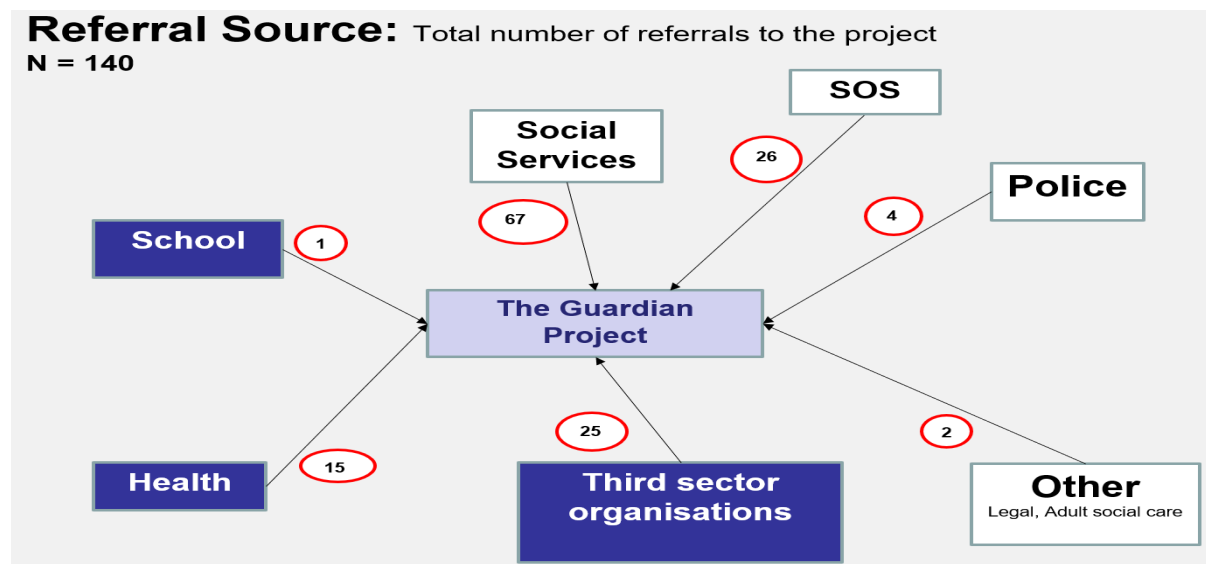 Referral Source: Total number of referrals to the project
N = 140
SOS
Social
Services
26
Police
67
4
School
1
The Guardian
Project
25
2
15
Health
Third sector
organisations
Other
Legal, Adult social care